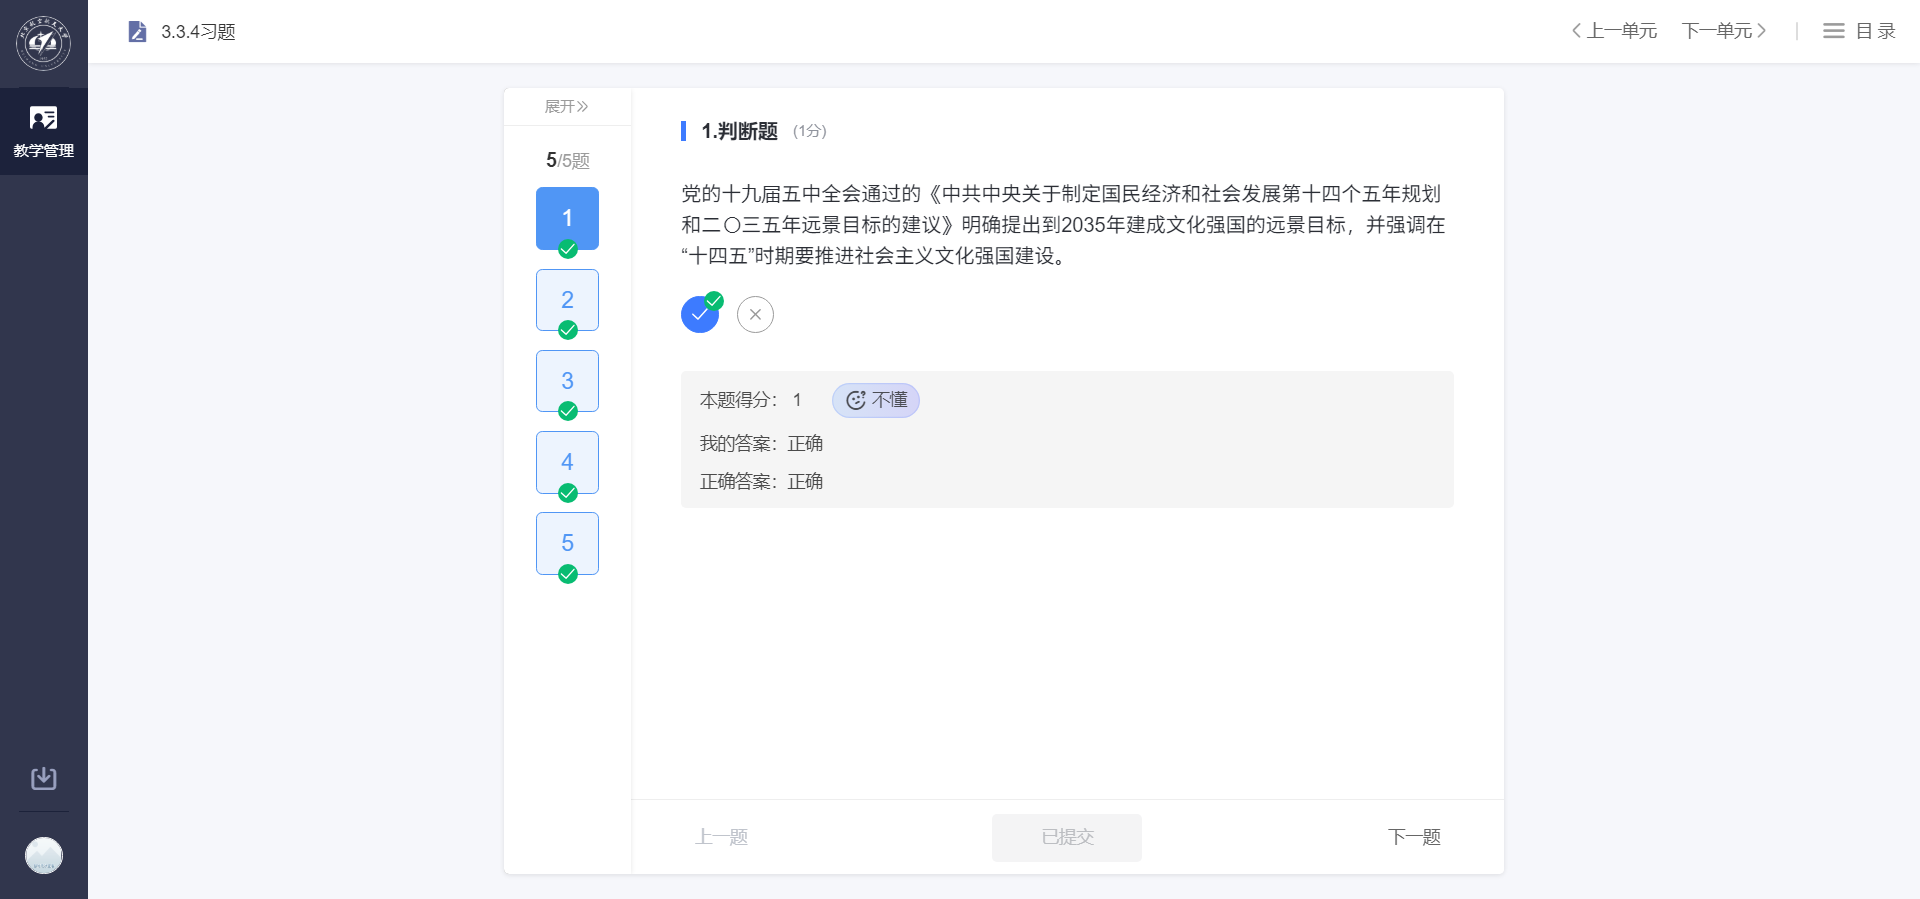 3.3.4习题
上一单元
下一单元
目录
教学管理
展开
5/5题
1
2
3
4
5
1.判断题 (1分)
党的十九届五中全会通过的《中共中央关于制定国民经济和社会发展第十四个五年规划
和二〇三五年远景目标的建议》明确提出到2035年建成文化强国的远景目标，并强调在
“十四五”时期要推进社会主义文化强国建设。
本题得分： 1 不懂
我的答案：正确
正确答案：正确
上一题
已提交
下一题